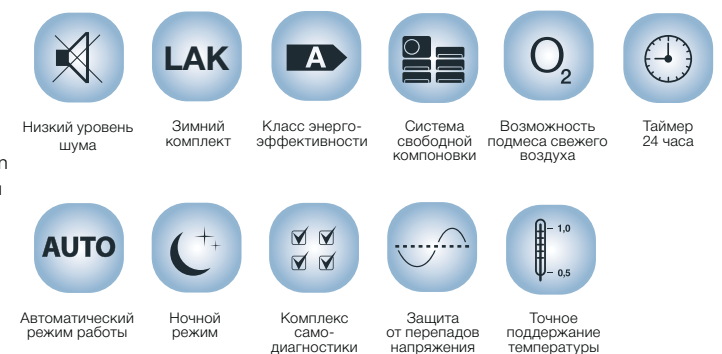 LAK
A
O2
Низкий уровень
шума
Зимний
комплект
Класс энерго-
эффективности
Система
свободной
компоновки
Возможность
подмеса свежего
воздуха
Таймер
24 часа
n
AUTO
1,0
0,5
Автоматический
режим работы
Ночной
режим
Комплекс
само-
диагностики
Защита
от перепадов
напряжения
Точное
поддержание
температуры